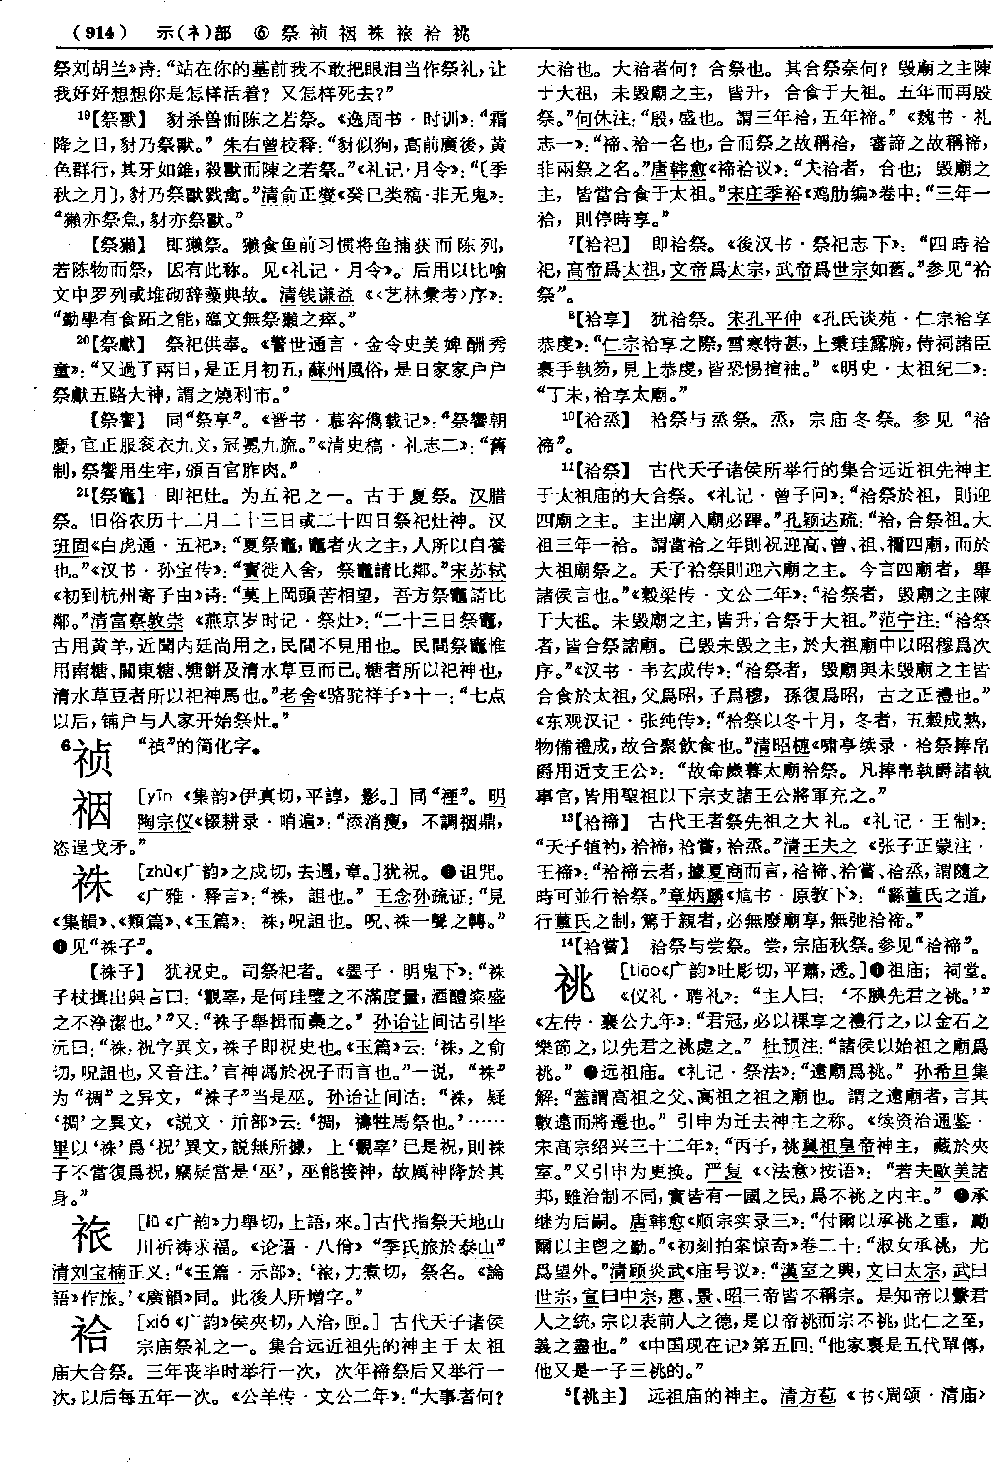 (914) 示(礻)部 ⑥祭祯禋祩祣祫祧
祭刘胡兰》诗：“站在你的墓前我不敢把眼泪当作祭礼，让
我好好想想你是怎样活着？又怎样死去？”
19【祭獸】 豺杀兽而陈之若祭。《逸周书·时训》：“霜
降之日，豺乃祭獸。”朱右曾校释：“豺似狗，高前廣後，黄
色群行，其牙如錐，殺獸而陳之若祭。”《礼记·月令》：“〔季
秋之月〕，豺乃祭獸戮禽。”清俞正燮《癸巳类稿·非无鬼》：
“獺亦祭魚，豺亦祭獸。”
【祭獺】 即獭祭。獭食鱼前习惯将鱼捕获而陈列，
若陈物而祭，因有此称。见《礼记·月令》。后用以比喻
文中罗列或堆砌辞藻典故。清钱谦益《〈艺林彙考〉序》：
“勤學有食跖之能，臨文無祭獺之瘁。”
20【祭獻】 祭祀供奉。《警世通言·金令史美婢酬秀
童》：“又過了兩日，是正月初五，蘇州風俗，是日家家户户
祭獻五路大神，謂之燒利市。”
【祭饗】 同“祭享”。《晋书·慕容儁载记》：“祭饗朝
慶，宜正服衮衣九文，冠冕九旒。”《清史稿·礼志二》：“舊
制，祭饗用生牢，頒百官胙肉。”
21【祭竈】 即祀灶。为五祀之一。古于夏祭。汉腊
祭。旧俗农历十二月二十三日或二十四日祭祀灶神。汉
班固《白虎通·五祀》：“夏祭竈，竈者火之主，人所以自養
也。”《汉书·孙宝传》：“寳徙入舍，祭竈請比鄰。”宋苏轼
《初到杭州寄子由》诗：“莫上岡頭苦相望，吾方祭竈請比
鄰。”清富察敦崇《燕京岁时记·祭灶》：“二十三日祭竈，
古用黄羊，近聞内廷尚用之，民間不見用也。民間祭竈惟
用南糖、關東糖、糖餅及清水草豆而已。糖者所以祀神也，
清水草豆者所以祀神馬也。”老舍《骆驼祥子》十一：“七点
以后，铺户与人家开始祭灶。”
6祯 “禎”的简化字。
祵 [yīn《集韵》伊真切，平諄，影。]同“禋”。明
陶宗仪《辍耕录·哨遍》：“添消瘦，不調祵鼎，
恣逞戈矛。”
祩 [zhù《广韵》之戍切，去遇，章。]犹祝。❶诅咒。
《广雅·释言》：“祩，詛也。”王念孙疏证：“見
《集韻》、《類篇》、《玉篇》：祩，呪詛也。呪、祩一聲之轉。”
❷见“祩子”。
【祩子】 犹祝史。司祭祀者。《墨子·明鬼下》：“祩
子杖揖出與言曰：‘觀辜，是何珪璧之不滿度量，酒醴粢盛
之不浄潔也。’”又：“祩子舉揖而槀之。”孙诒让间诂引毕
沅曰：“祩，祝字異文，祩子即祝史也。《玉篇》云：‘祩，之俞
切，呪詛也，又音注。’言神馮於祝子而言也。”一说，“祩”
为“禂”之异文，“祩子”当是巫。孙诒让间诂：“祩，疑
‘禂’之異文，《説文·示部》云：‘禂，禱牲馬祭也。’……
畢以‘祩’爲‘祝’異文，説無所據，上‘觀辜’已是祝，則祩
子不當復爲祝，竊疑當是‘巫’，巫能接神，故厲神降於其
身。”
祣 [lǔ《广韵》力舉切，上語，來。]古代指祭天地山
川祈祷求福。《论语·八佾》“季氏旅於泰山”
清刘宝楠正义：“《玉篇·示部》：‘祣，力煮切，祭名。《論
語》作旅。’《廣韻》同。此後人所增字。”
祫 [xiá《广韵》侯夾切，入洽，匣。] 古代天子诸侯
宗庙祭礼之一。集合远近祖先的神主于太祖
庙大合祭。三年丧毕时举行一次，次年禘祭后又举行一
次，以后每五年一次。《公羊传·文公二年》：“大事者何？
大祫也。大祫者何？合祭也。其合祭奈何？毁廟之主陳
于大祖，未毁廟之主，皆升，合食于大祖。五年而再殷
祭。”何休注：“殷，盛也。謂三年祫，五年禘。”《魏书·礼
志一》：“禘、祫一名也，合而祭之故稱祫，審諦之故稱禘，
非兩祭之名。”唐韩愈《禘祫议》：“大祫者，合也；毁廟之
主，皆當合食于太祖。”宋庄季裕《鸡肋编》卷中：“三年一
祫，則停時享。”
7【祫祀】 即祫祭。《後汉书·祭祀志下》：“四時祫
祀，高帝爲太祖，文帝爲太宗，武帝爲世宗如舊。”参见“祫
祭”。
8【祫享】 犹祫祭。宋孔平仲《孔氏谈苑·仁宗祫享
恭虔》：“仁宗祫享之際，雪寒特甚，上秉珪露腕，侍祠諸臣
裹手執笏，見上恭虔，皆恐惕揎袖。”《明史·太祖纪二》：
“丁未，祫享太廟。”
10【祫烝】 祫祭与烝祭。烝，宗庙冬祭。参见“祫
禘”。
11【祫祭】 古代天子诸侯所举行的集合远近祖先神主
于太祖庙的大合祭。《礼记·曾子问》：“祫祭於祖，則迎
四廟之主。主出廟入廟必蹕。”孔颖达疏：“祫，合祭祖。大
祖三年一祫。謂當祫之年則祝迎高、曾、祖、禰四廟，而於
大祖廟祭之。天子祫祭則迎六廟之主。今言四廟者，舉
諸侯言也。”《穀梁传·文公二年》：“祫祭者，毁廟之主陳
于大祖。未毁廟之主，皆升，合祭于大祖。”范宁注：“祫祭
者，皆合祭諸廟。已毁未毁之主，於大祖廟中以昭穆爲次
序。”《汉书·韦玄成传》：“祫祭者，毁廟與未毁廟之主皆
合食於太祖，父爲昭，子爲穆，孫復爲昭，古之正禮也。”
《东观汉记·张纯传》：“祫祭以冬十月，冬者，五穀成熟，
物備禮成，故合聚飲食也。”清昭槤《啸亭续录·祫祭捧帛
爵用近支王公》：“故命歲暮太廟祫祭。凡捧帛執爵諸執
事官，皆用聖祖以下宗支諸王公將軍充之。”
13【祫禘】 古代王者祭先祖之大礼。《礼记·王制》：
“天子犆礿，祫禘，祫嘗，祫烝。”清王夫之《张子正蒙注·
王禘》：“祫禘云者，據夏商而言，祫禘、祫嘗、祫烝，謂隨之
時可並行祫祭。”章炳麟《訄书·原教下》：“繇董氏之道，
行董氏之制，篤于親者，必無廢廟享，無弛祫禘。”
14【祫嘗】 祫祭与尝祭。尝，宗庙秋祭。参见“祫禘”。
祧 [tiāo《广韵》吐彫切，平蕭，透。]❶祖庙；祠堂。
《仪礼·聘礼》：“主人曰：‘不腆先君之祧。’”
《左传·襄公九年》：“君冠，必以祼享之禮行之，以金石之
樂節之，以先君之祧處之。”杜预注：“諸侯以始祖之廟爲
祧。”❷远祖庙。《礼记·祭法》：“遠廟爲祧。”孙希旦集
解：“蓋謂高祖之父、高祖之祖之廟也。謂之遠廟者，言其
數遠而將遷也。”引申为迁去神主之称。《续资治通鉴·
宋高宗绍兴三十二年》：“丙子，祧翼祖皇帝神主，藏於夾
室。”又引申为更换。严复《〈法意〉按语》：“若夫歐美諸
邦，雖治制不同，實皆有一國之民，爲不祧之内主。”❸承
继为后嗣。唐韩愈《顺宗实录三》：“付爾以承祧之重，勵
爾以主鬯之勤。”《初刻拍案惊奇》卷二十：“淑女承祧，尤
爲望外。”清顾炎武《庙号议》：“漢室之興，文曰太宗，武曰
世宗，宣曰中宗，惠、景、昭三帝皆不稱宗。是知帝以繫君
人之统，宗以表前人之德，是以帝祧而宗不祧，此仁之至，
義之盡也。”《中国现在记》第五回：“他家裏是五代單傳，
他又是一子三祧的。”
5【祧主】 远祖庙的神主。清方苞《书〈周颂·清庙〉